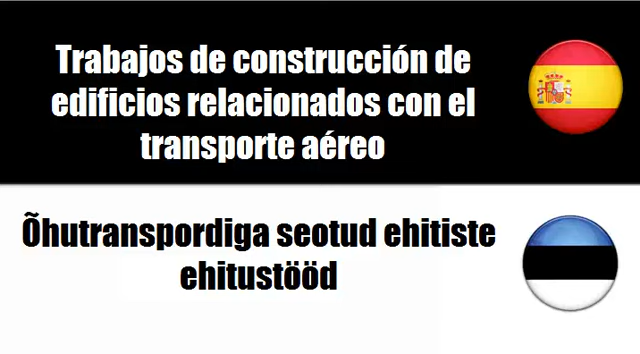 Trabajos de construcción de
edificios relacionados con el
transporte aéreo
Õhutranspordiga seotud ehitiste
ehitustööd